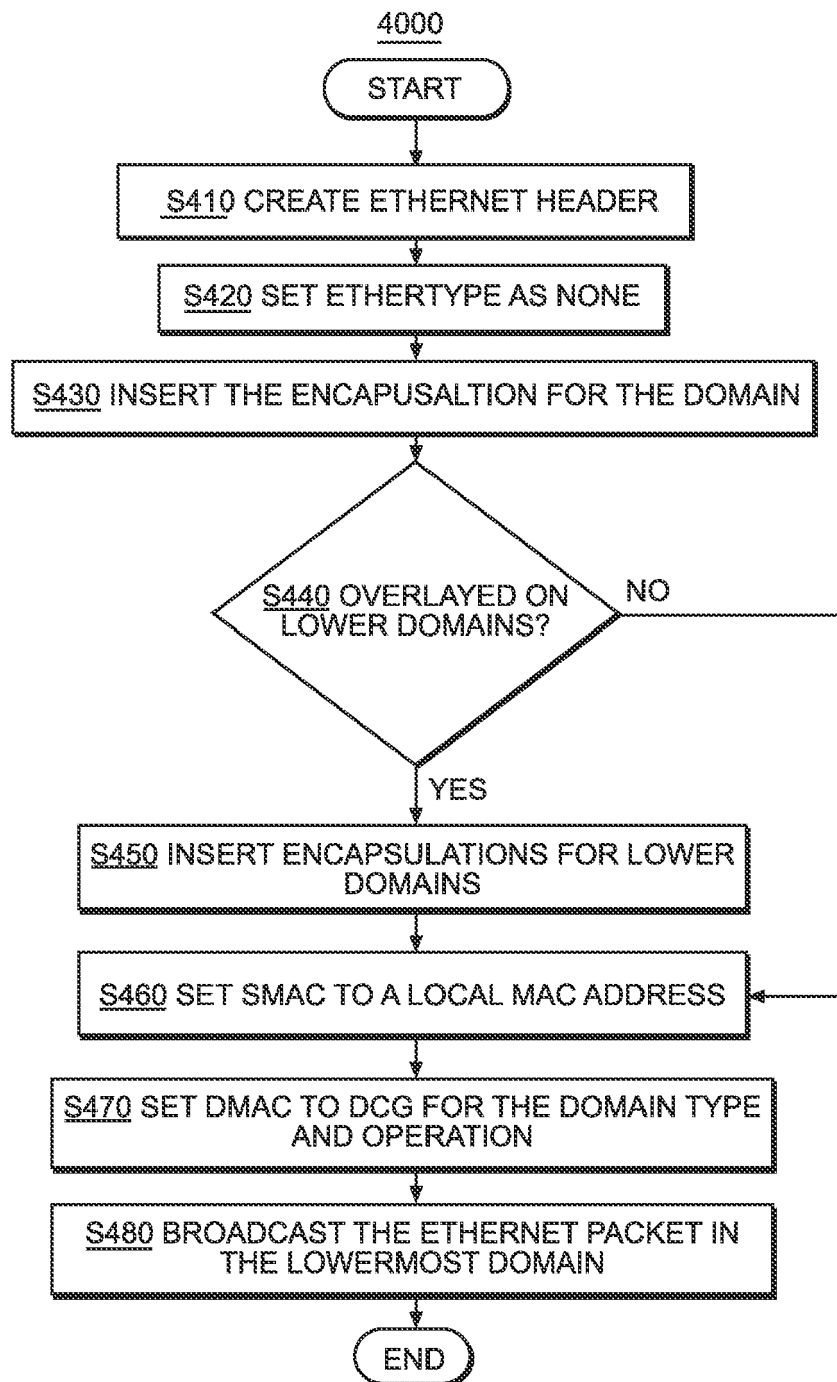 4000
START
S410 CREATE ETHERNET HEADER
S420 SET ETHERTYPE AS NONE
S430 INSERT THE ENCAPUSALTION FOR THE DOMAIN
S440 OVERLAYED ON
LOWER DOMAINS?
NO
YES
S450 INSERT ENCAPSULATIONS FOR LOWER
DOMAINS
S460 SET SMAC TO A LOCAL MAC ADDRESS
S470 SET DMAC TO DCG FOR THE DOMAIN TYPE
AND OPERATION
S480 BROADCAST THE ETHERNET PACKET IN
THE LOWERMOST DOMAIN
END